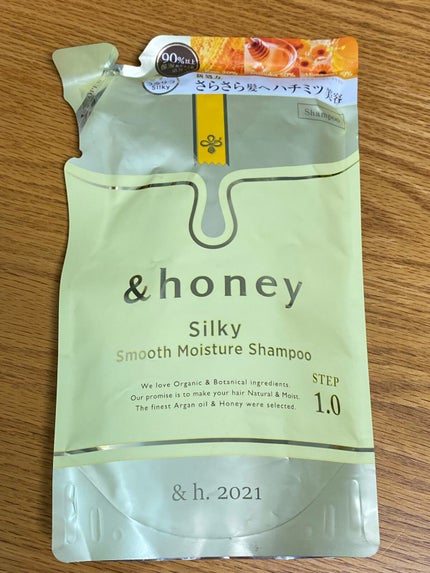 90%以上
Silky
さらさら髪へハチミツ美容
Shampoo
&honey
Silky
Smooth Moisture Shampoo
We love Organic & Botanical ingredients.
Our promise is to make your hair Natural & Moist.
The finest Argan oil & Honey were selected.
STEP
1.0
& h. 2021